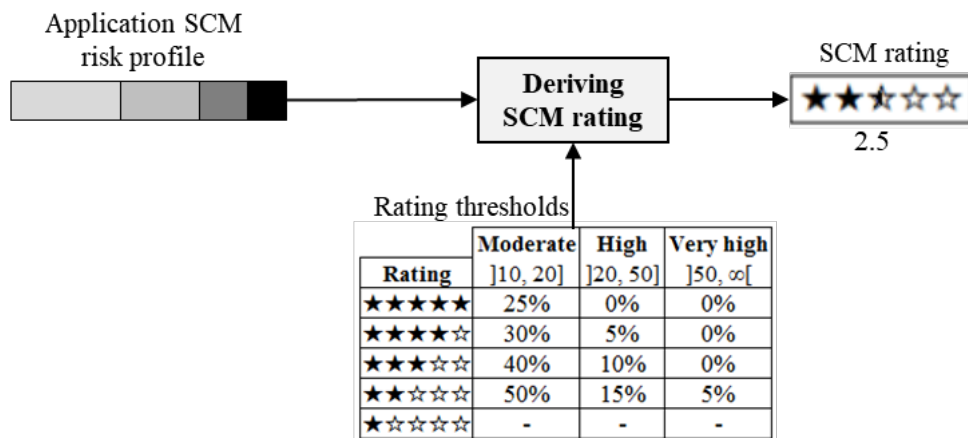 Application SCM
risk profile
Deriving
SCM rating
SCM rating
★★⯪☆☆
2.5
Rating thresholds
Moderate High Very high
Rating ]10, 20] ]20, 50] ]50, ∞[
★★★★★ 25% 0% 0%
★★★★☆ 30% 5% 0%
★★★☆☆ 40% 10% 0%
★★☆☆☆ 50% 15% 5%
★☆☆☆☆ - - -